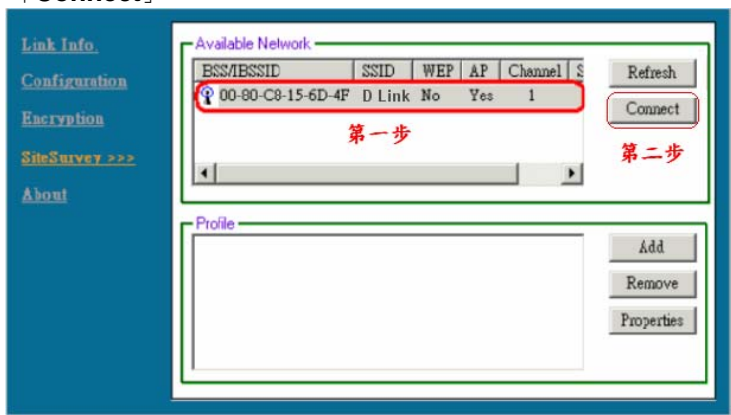 「Connect」
Link Info.
Configuration
Encryption
SiteSurvey >>>
About
Available Network
BSS/IBSSID SSID WEP AP Channel S
00-80-C8-15-6D-4F D Link No Yes 1
第一步
Refresh
Connect
第二步
Profile
Add
Remove
Properties